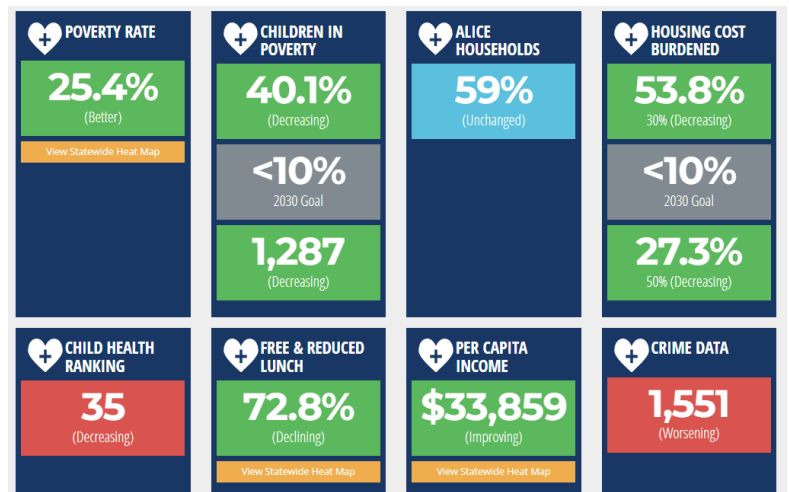 POVERTY RATE
25.4%
(Better)
View Statewide Heat Map
CHILDREN IN
POVERTY
40.1%
(Decreasing)
<10%
2030 Goal
1,287
(Decreasing)
ALICE
HOUSEHOLDS
59%
(Unchanged)
HOUSING COST
BURDENED
53.8%
30% (Decreasing)
<10%
2030 Goal
27.3%
50% (Decreasing)
CHILD HEALTH
RANKING
35
(Decreasing)
FREE & REDUCED
LUNCH
72.8%
(Declining)
View Statewide Heat Map
PER CAPITA
INCOME
$33,859
(Improving)
View Statewide Heat Map
CRIME DATA
1,551
(Worsening)